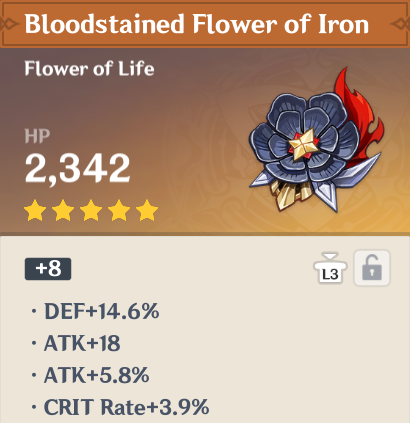 Bloodstained Flower of Iron
Flower of Life
HP
2,342
+8
L3
· DEF+14.6%
· ATK+18
· ATK+5.8%
· CRIT Rate+3.9%